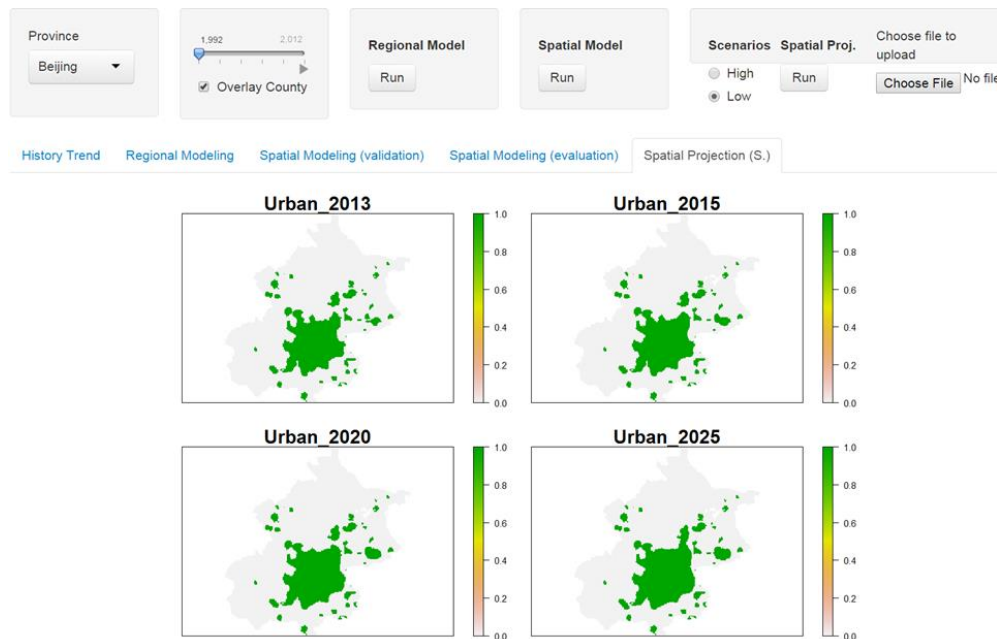 Province
Beijing
1,992 2,012
Overlay County
Regional Model
Run
Spatial Model
Run
Scenarios
High
Low
Spatial Proj.
Run
Choose file to
upload
Choose File No file
History Trend Regional Modeling Spatial Modeling (validation) Spatial Modeling (evaluation) Spatial Projection (S.)
Urban_2013
1.0
0.8
0.6
0.4
0.2
0.0
Urban_2015
1.0
0.8
0.6
0.4
0.2
0.0
Urban_2020
1.0
0.8
0.6
0.4
0.2
0.0
Urban_2025
1.0
0.8
0.6
0.4
0.2
0.0